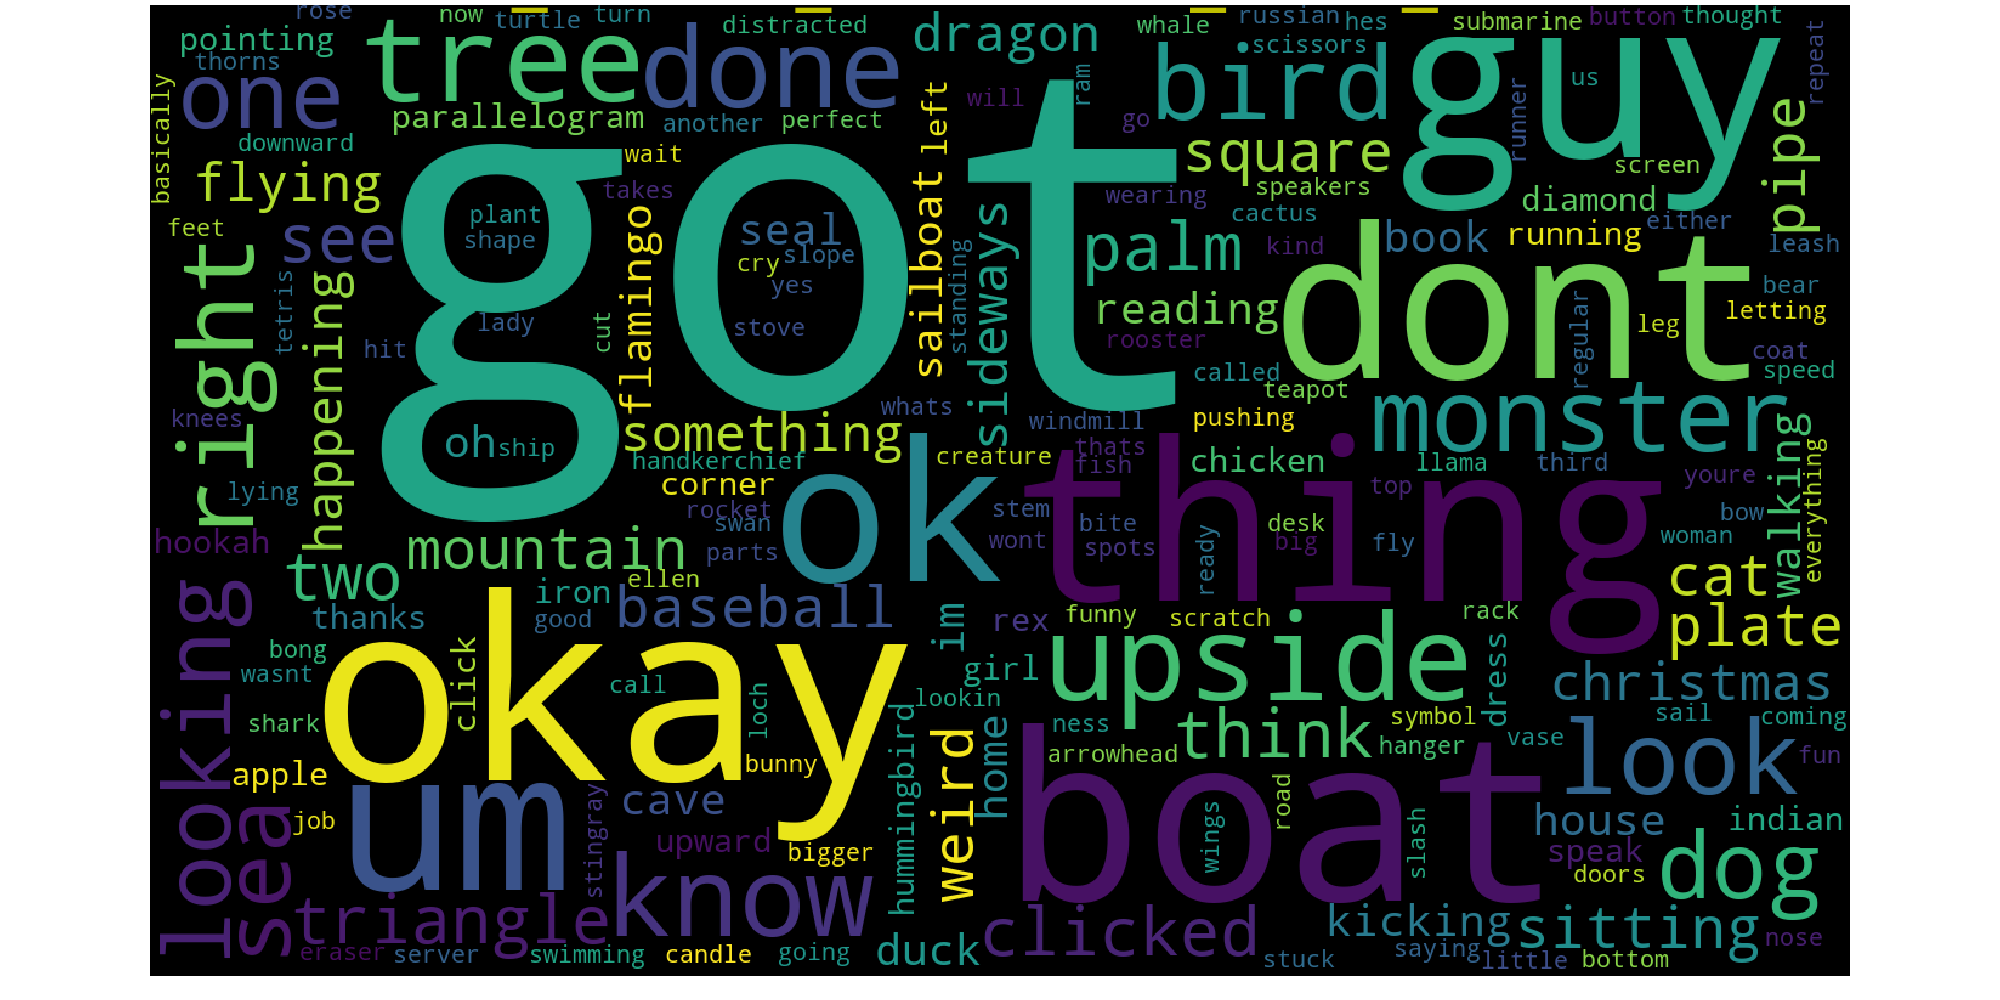 rose
now
turtle
turn
distracted
dragon
whale
russian
hes
submarine
button
thought
pointing
thorns
tree
done
bird
scissors
guy
us
repeat
basically
one
parallelogram
another
perfect
will
ram
go
runner
pipe
downward
wait
sailboat
left
square
screen
flying
takes
got
wearing
speakers
diamond
feet
plant
shape
seal
cry
slope
yes
stove
lady
cactus
kind
palm
book
running
either
leash
see
right
happening
tetris
hit
cut
flamingo
standing
sideways
reading
rooster
dont
regular
leg
bear
letting
coat
speed
called
teapot
knees
whats
windmill
pushing
monster
oh
ship
something
handkerchief
creature
thats
fish
chicken
llama
third
walking
everything
youre
lying
corner
rocket
swan
parts
ok
stem
wont
thing
bite
spots
ready
desk
big
top
fly
bow
woman
hookah
mountain
two
iron
ellen
good
baseball
thanks
im
rex
funny
scratch
rack
cat
plate
looking
bong
wasnt
click
okay
call
loch
girl
lookin
upside
dress
christmas
shark
bunny
hummingbird
weird
home
ness
arrowhead
think
symbol
hanger
vase
sail
coming
look
fun
apple
job
sea
um
stingray
cave
upward
bigger
boat
wings
road
slash
house
indian
speak
doors
dog
triangle
know
eraser
server
swimming
candle
going
duck
clicked
stuck
kicking
saying
little
sitting
bottom
nose